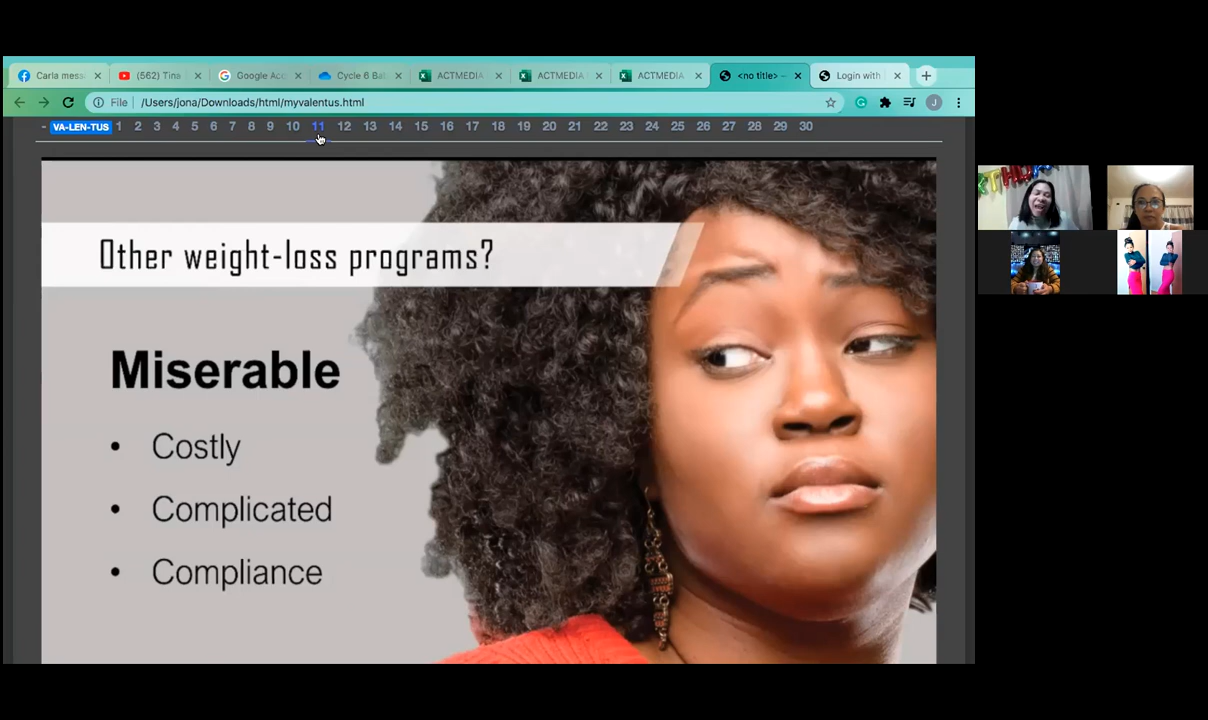 Carla mess
(562) Tina
Google Acc
Cycle 6 Bat
ACTMEDIA
ACTMEDIA
ACTMEDIA
<no title> –
Login with
File /Users/jona/Downloads/html/myvalentus.html
J
- VA-LEN-TUS 1 2 3 4 5 6 7 8 9 10 11 12 13 14 15 16 17 18 19 20 21 22 23 24 25 26 27 28 29 30
Other weight-loss programs?
Miserable
• Costly
• Complicated
• Compliance